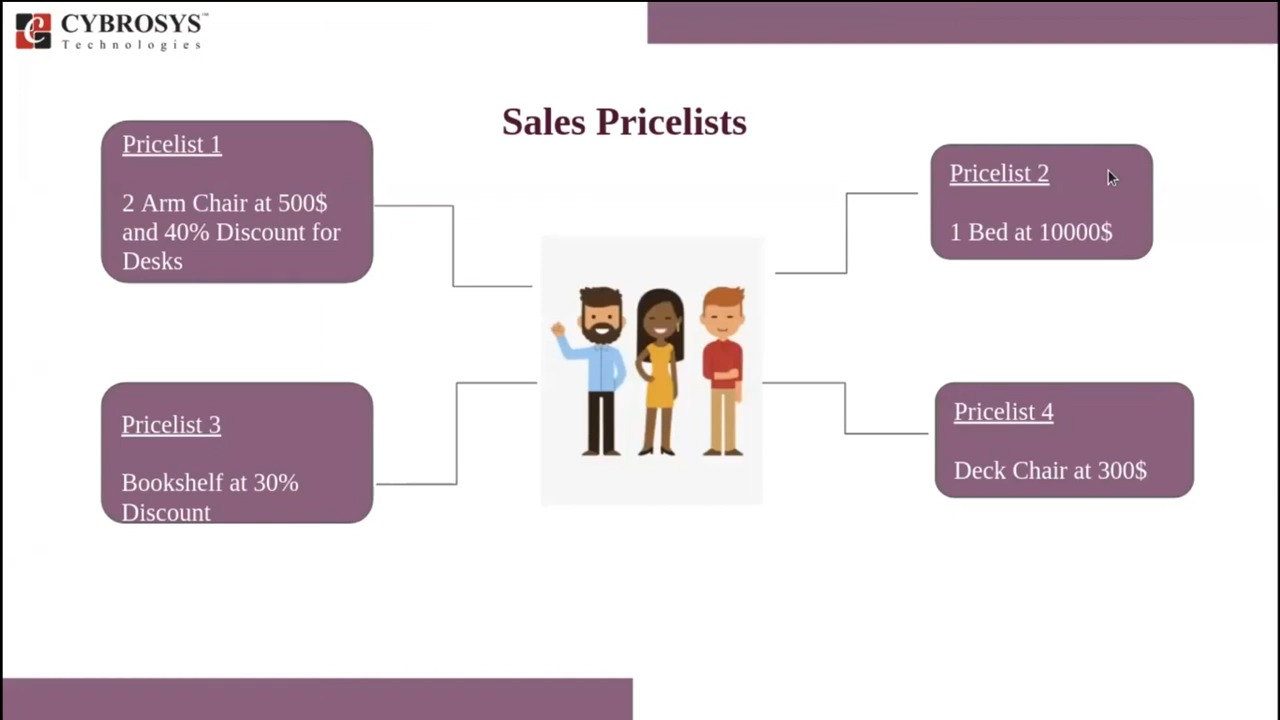 CYBROSYS™
Technologies
Sales Pricelists
Pricelist 1
2 Arm Chair at 500$
and 40% Discount for
Desks
Pricelist 2
1 Bed at 10000$
Pricelist 3
Bookshelf at 30%
Discount
Pricelist 4
Deck Chair at 300$